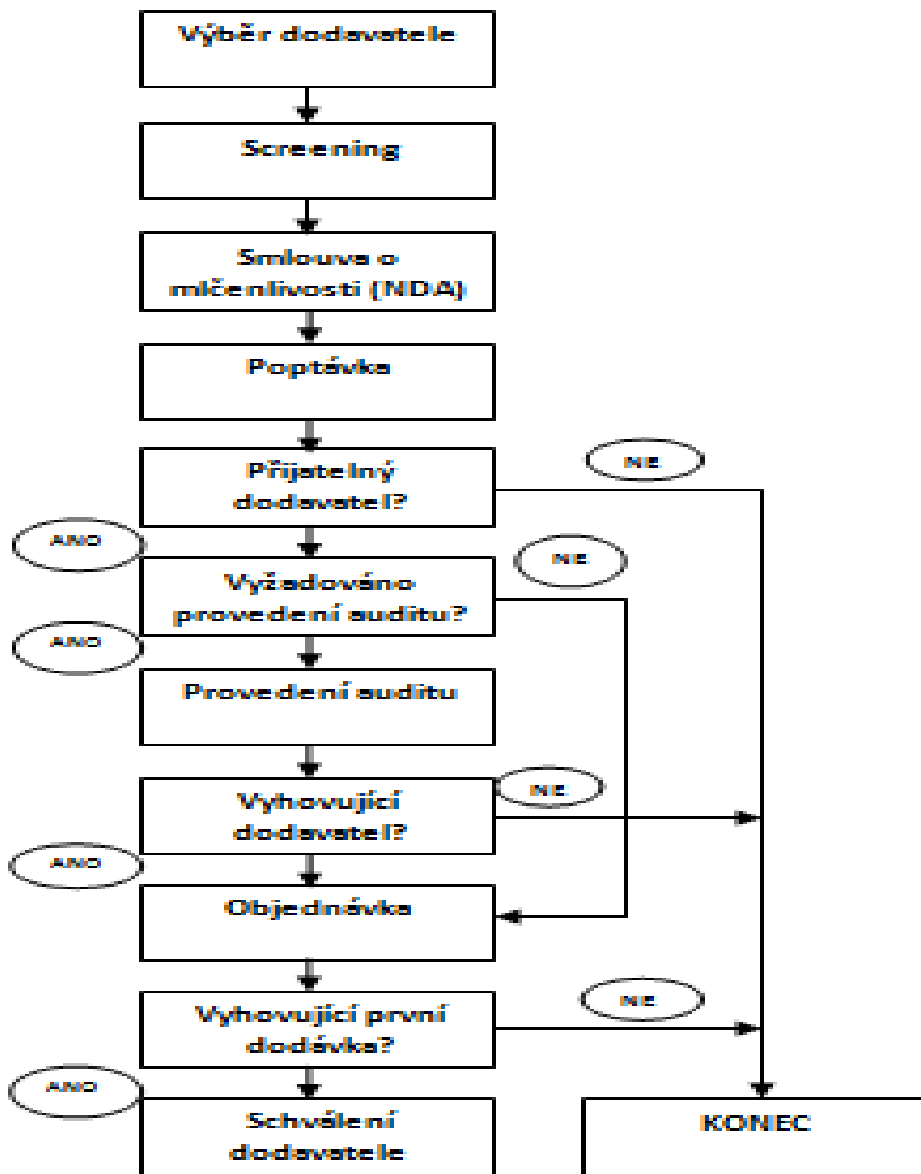 Výběr dodavatele
Screening
Smlouva o
mlčenlivosti (NDA)
Poptávka
Přijatelný
dodavatel?
NE
ANO
Vyžadováno
provedení auditu?
NE
ANO
Provedení auditu
Vyhovující
dodavatel?
NE
ANO
Objednávka
Vyhovující první
dodávka?
NE
ANO
Schválení
dodavatele
KONEC